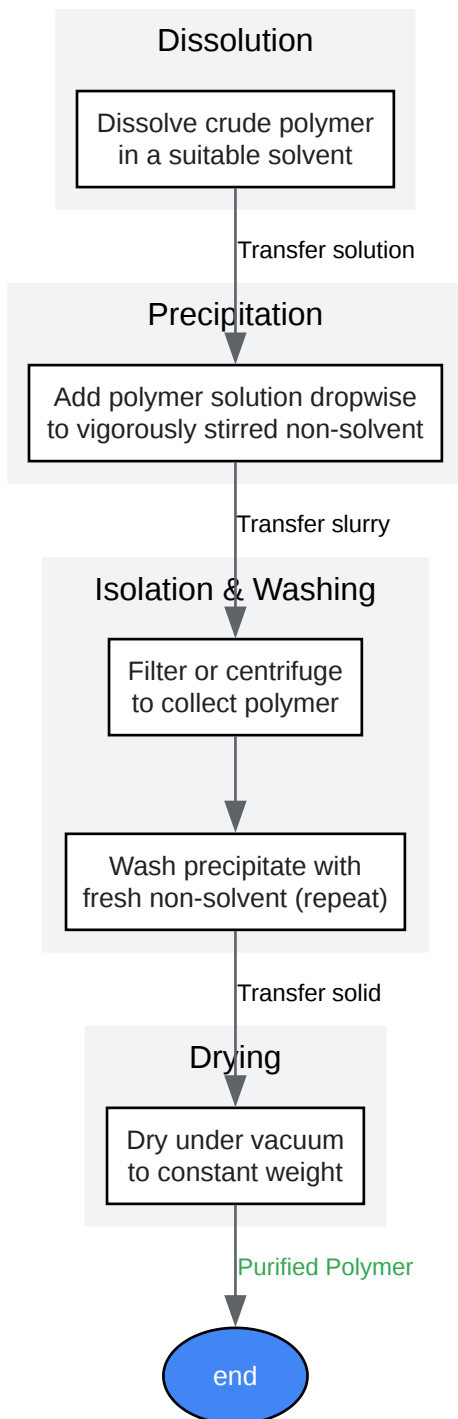 Dissolution
Dissolve crude polymer
in a suitable solvent
Transfer solution
Precipitation
Add polymer solution dropwise
to vigorously stirred non-solvent
Transfer slurry
Isolation & Washing
Filter or centrifuge
to collect polymer
Wash precipitate with
fresh non-solvent (repeat)
Transfer solid
Drying
Dry under vacuum
to constant weight
Purified Polymer
end